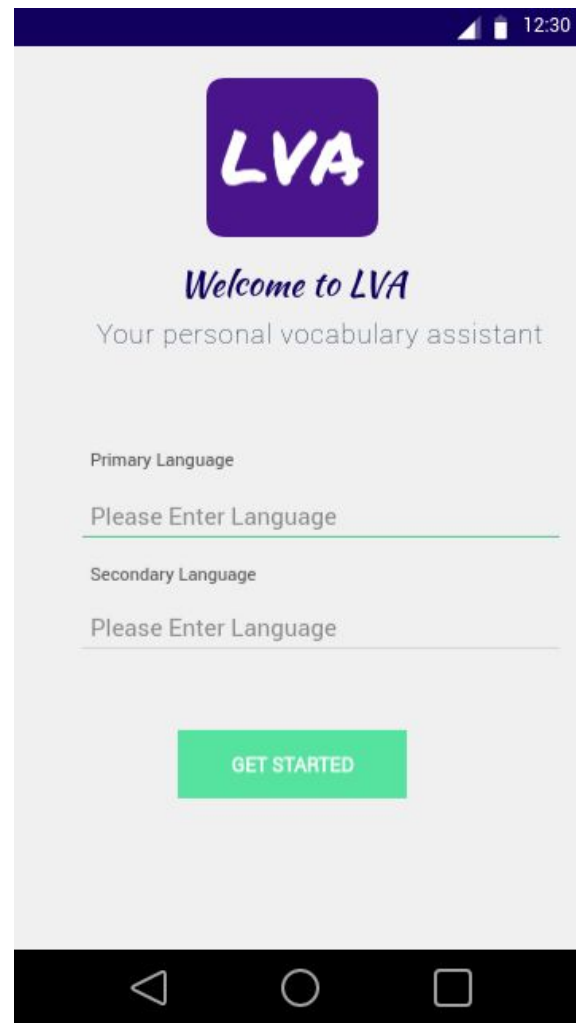 12:30
LVA
Welcome to LVA
Your personal vocabulary assistant
Primary Language
Please Enter Language
Secondary Language
Please Enter Language
GET STARTED